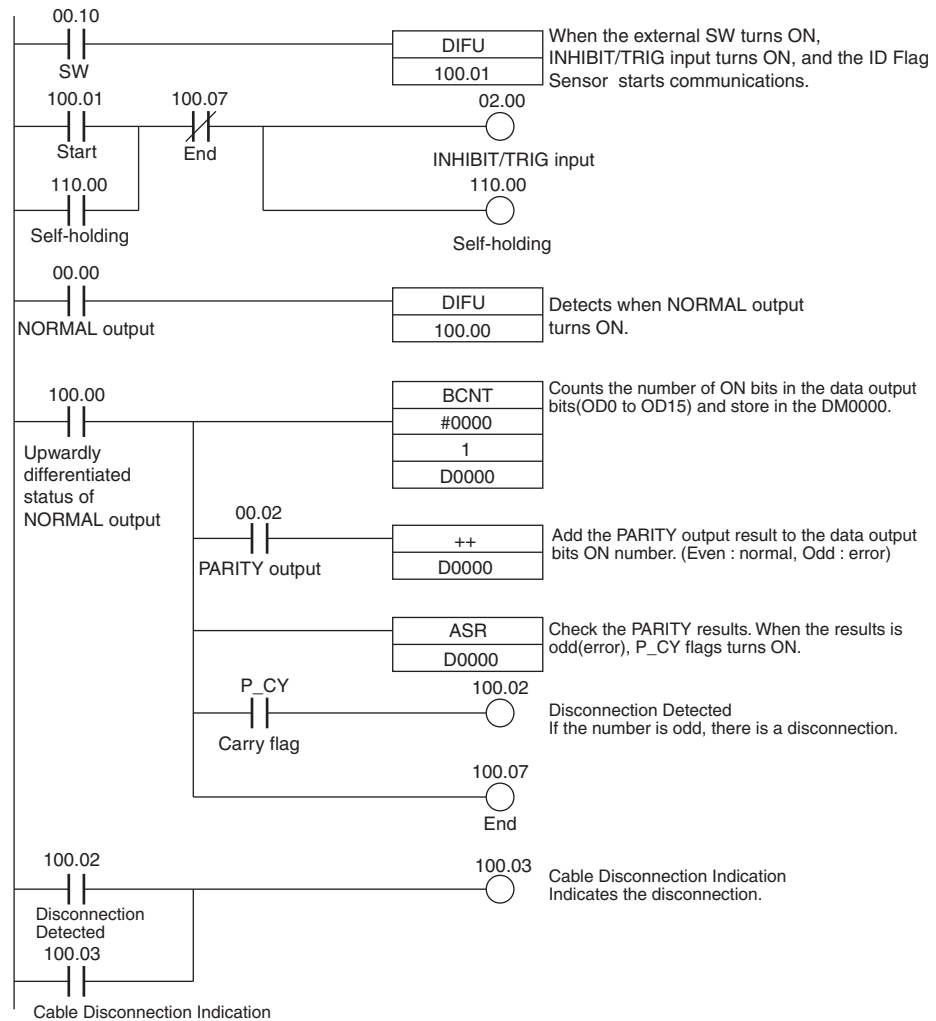 00.10
SW
DIFU
100.01
When the external SW turns ON,
INHIBIT/TRIG input turns ON, and the ID Flag
Sensor starts communications.
100.01
Start
100.07
End
02.00
INHIBIT/TRIG input
110.00
Self-holding
110.00
Self-holding
00.00
NORMAL output
DIFU
100.00
Detects when NORMAL output
turns ON.
100.00
Upwardly
differentiated
status of
NORMAL output
BCNT
#0000
1
D0000
Counts the number of ON bits in the data output
bits(OD0 to OD15) and store in the DM0000.
00.02
PARITY output
++
D0000
Add the PARITY output result to the data output
bits ON number. (Even : normal, Odd : error)
ASR
D0000
Check the PARITY results. When the results is
odd(error), P_CY flags turns ON.
P_CY
Carry flag
100.02
Disconnection Detected
If the number is odd, there is a disconnection.
100.07
End
100.02
Disconnection
Detected
100.03
Cable Disconnection Indication
Indicates the disconnection.
100.03
Cable Disconnection Indication